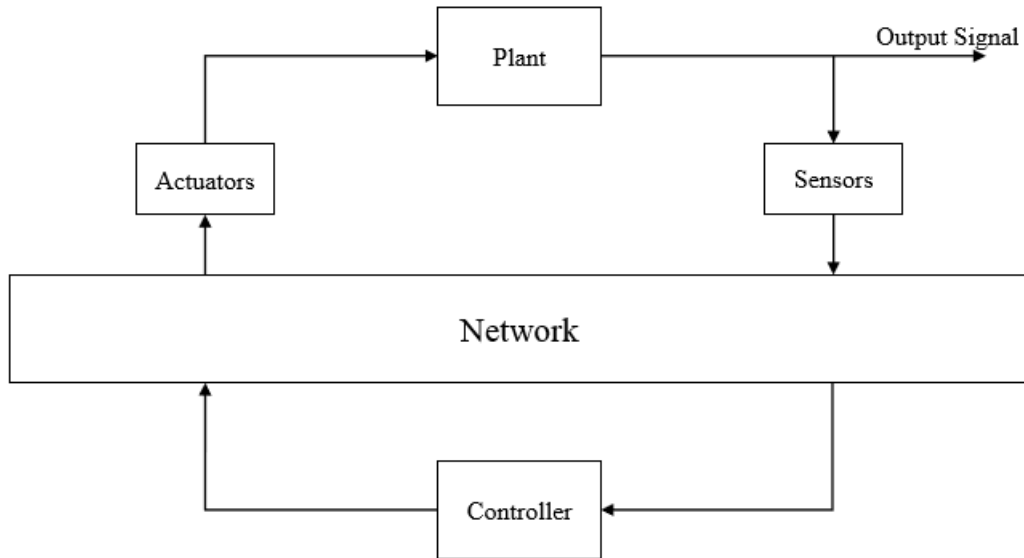 Plant
Output Signal
Actuators
Sensors
Network
Controller